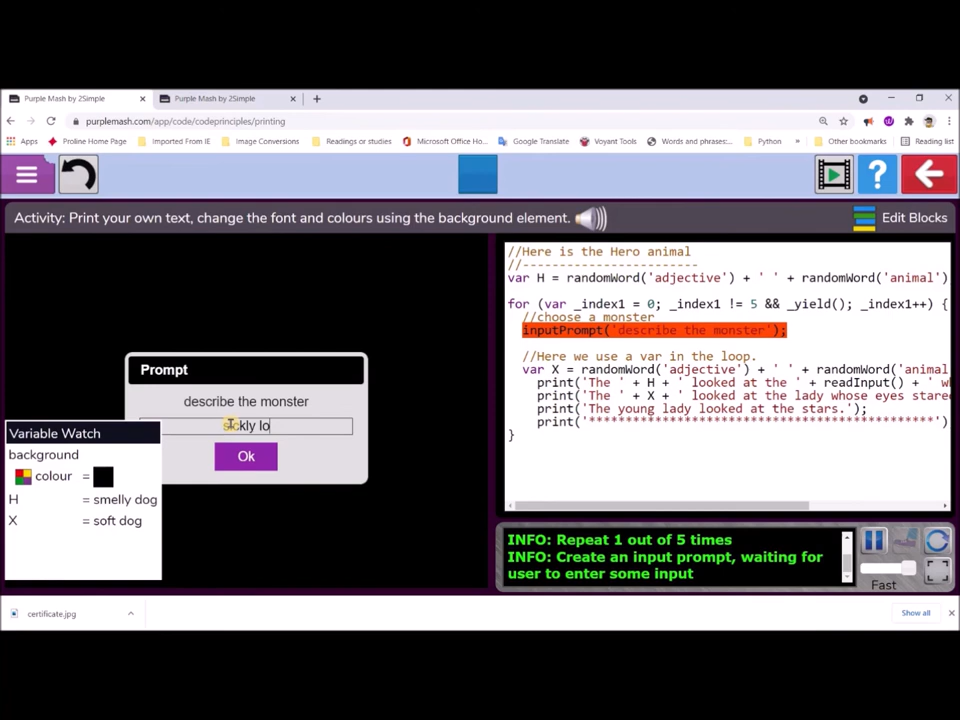 Purple Mash by 2Simple
Purple Mash by 2Simple
purplemash.com/app/code/codeprinciples/printing
Apps Proline Home Page Imported From IE Image Conversions Readings or studies Microsoft Office Ho... Google Translate Voyant Tools Words and phrases:... Python » Other bookmarks Reading list
Activity: Print your own text, change the font and colours using the background element.
Edit Blocks
Prompt
describe the monster
sickly lo
Ok
Variable Watch
background
colour =
H = smelly dog
X = soft dog
//Here is the Hero animal
//------------------------
var H = randomWord('adjective') + ' ' + randomWord('animal')
for (var _index1 = 0; _index1 != 5 && _yield(); _index1++) {
//choose a monster
inputPrompt('describe the monster');
//Here we use a var in the loop.
var X = randomWord('adjective') + ' ' + randomWord('animal
print('The ' + H + ' looked at the ' + readInput() + '
print('The ' + X + ' looked at the lady whose eyes stare
print('The young lady looked at the stars.');
print('******************************************')
}
INFO: Repeat 1 out of 5 times
INFO: Create an input prompt, waiting for
user to enter some input
Fast
certificate.jpg
Show all